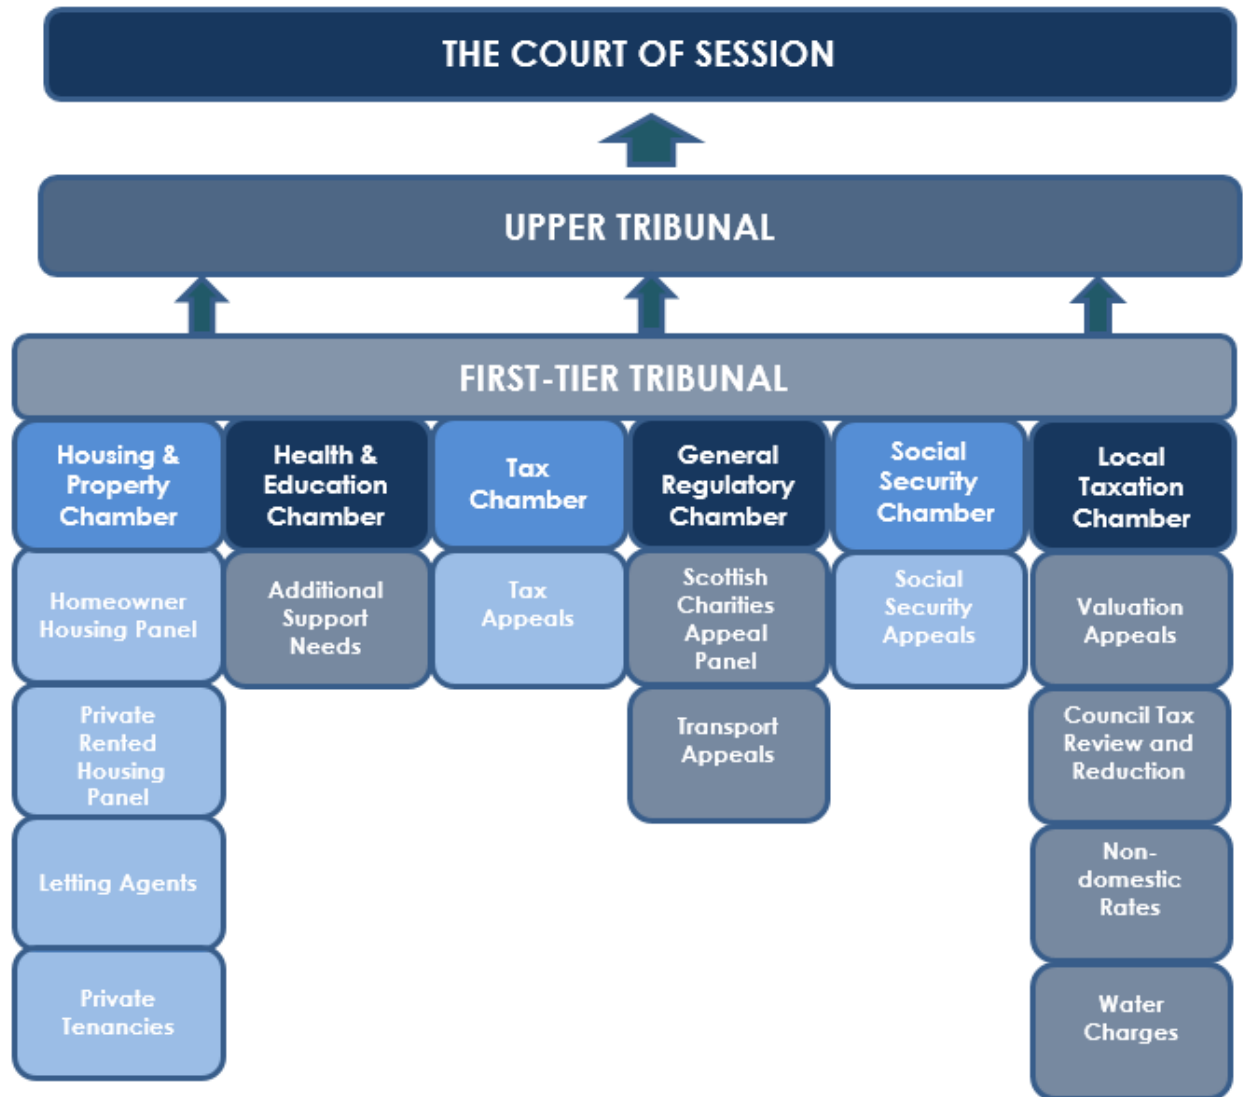 THE COURT OF SESSION
UPPER TRIBUNAL
FIRST-TIER TRIBUNAL
Housing &
Property
Chamber
Health &
Education
Chamber
Tax
Chamber
General
Regulatory
Chamber
Social
Security
Chamber
Local
Taxation
Chamber
Homeowner
Housing Panel
Additional
Support
Needs
Tax
Appeals
Scottish
Charities
Appeal
Panel
Social
Security
Appeals
Valuation
Appeals
Private
Rented
Housing
Panel
Transport
Appeals
Council Tax
Review and
Reduction
Letting Agents
Non-
domestic
Rates
Private
Tenancies
Water
Charges